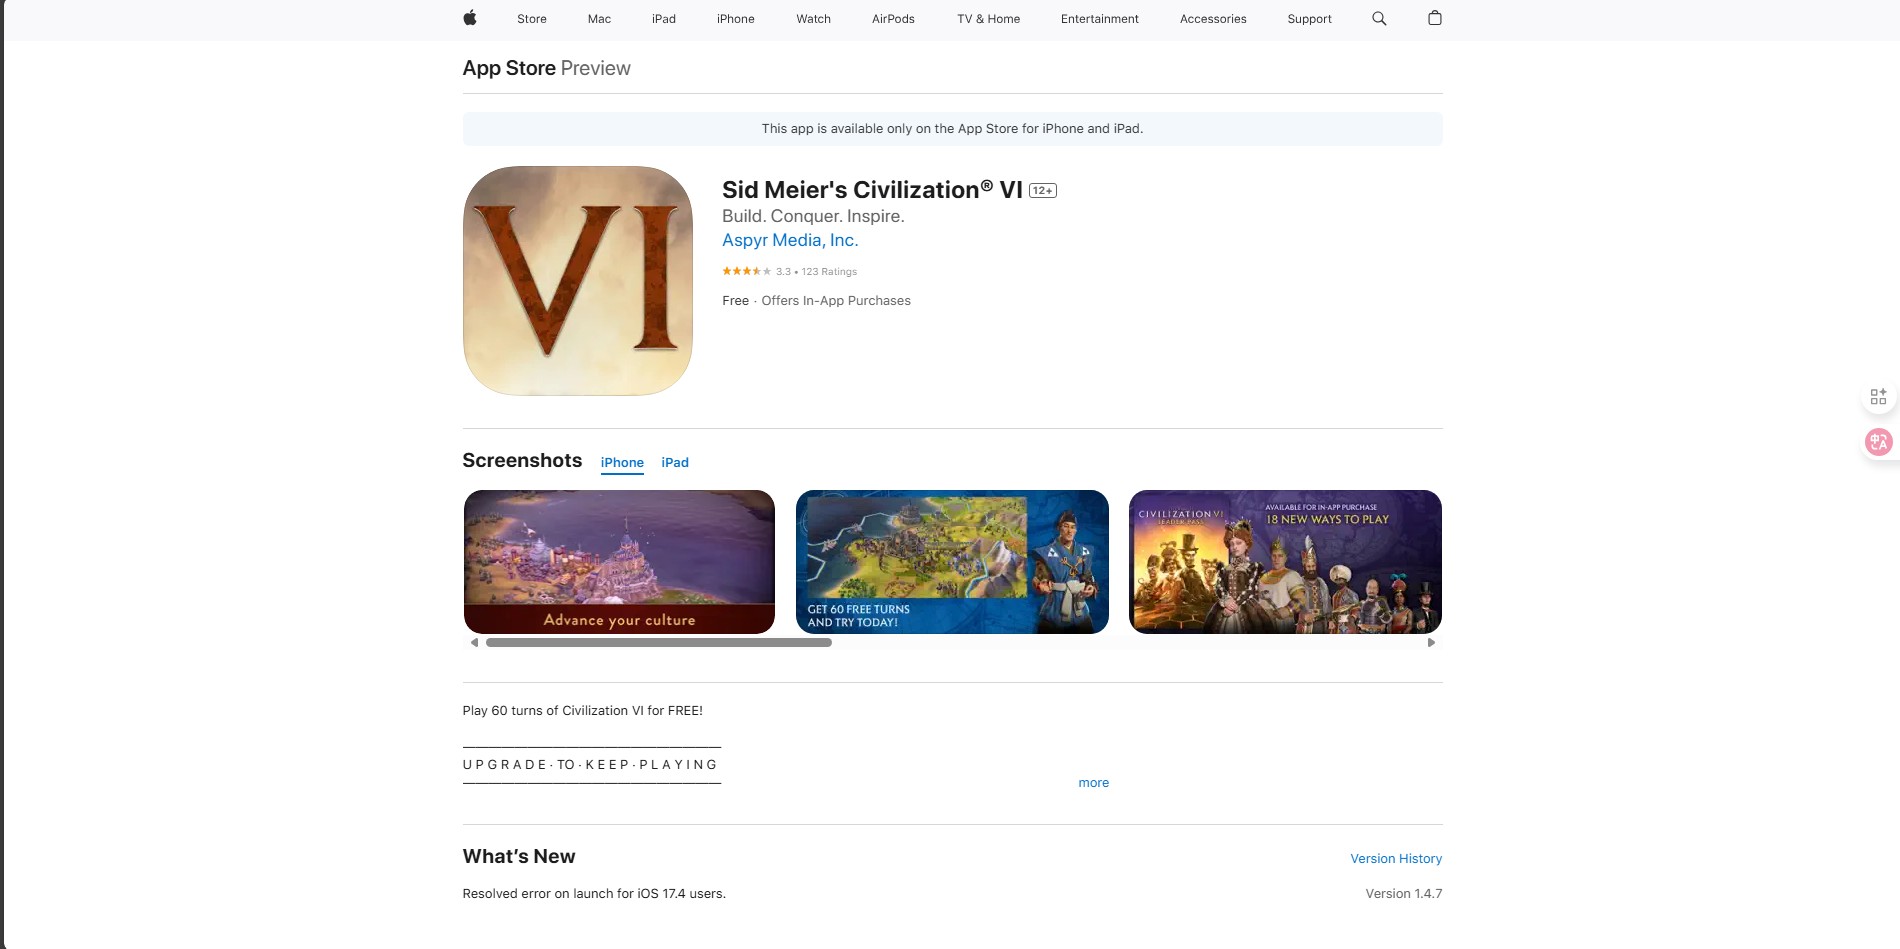 Store Mac iPad iPhone Watch AirPods TV & Home Entertainment Accessories Support
App Store Preview
This app is available only on the App Store for iPhone and iPad.
VI
Sid Meier's Civilization® VI 12+
Build. Conquer. Inspire.
Aspyr Media, Inc.
3.3 • 123 Ratings
Free · Offers In-App Purchases
Screenshots iPhone iPad
Advance your culture
GET 60 FREE TURNS
AND TRY TODAY!
CIVILIZATION VI
LEADER PASS
AVAILABLE FOR IN-APP PURCHASE
18 NEW WAYS TO PLAY
Play 60 turns of Civilization VI for FREE!
U P G R A D E · TO · K E E P · P L A Y I N G
more
What's New
Version History
Resolved error on launch for iOS 17.4 users.
Version 1.4.7
中A